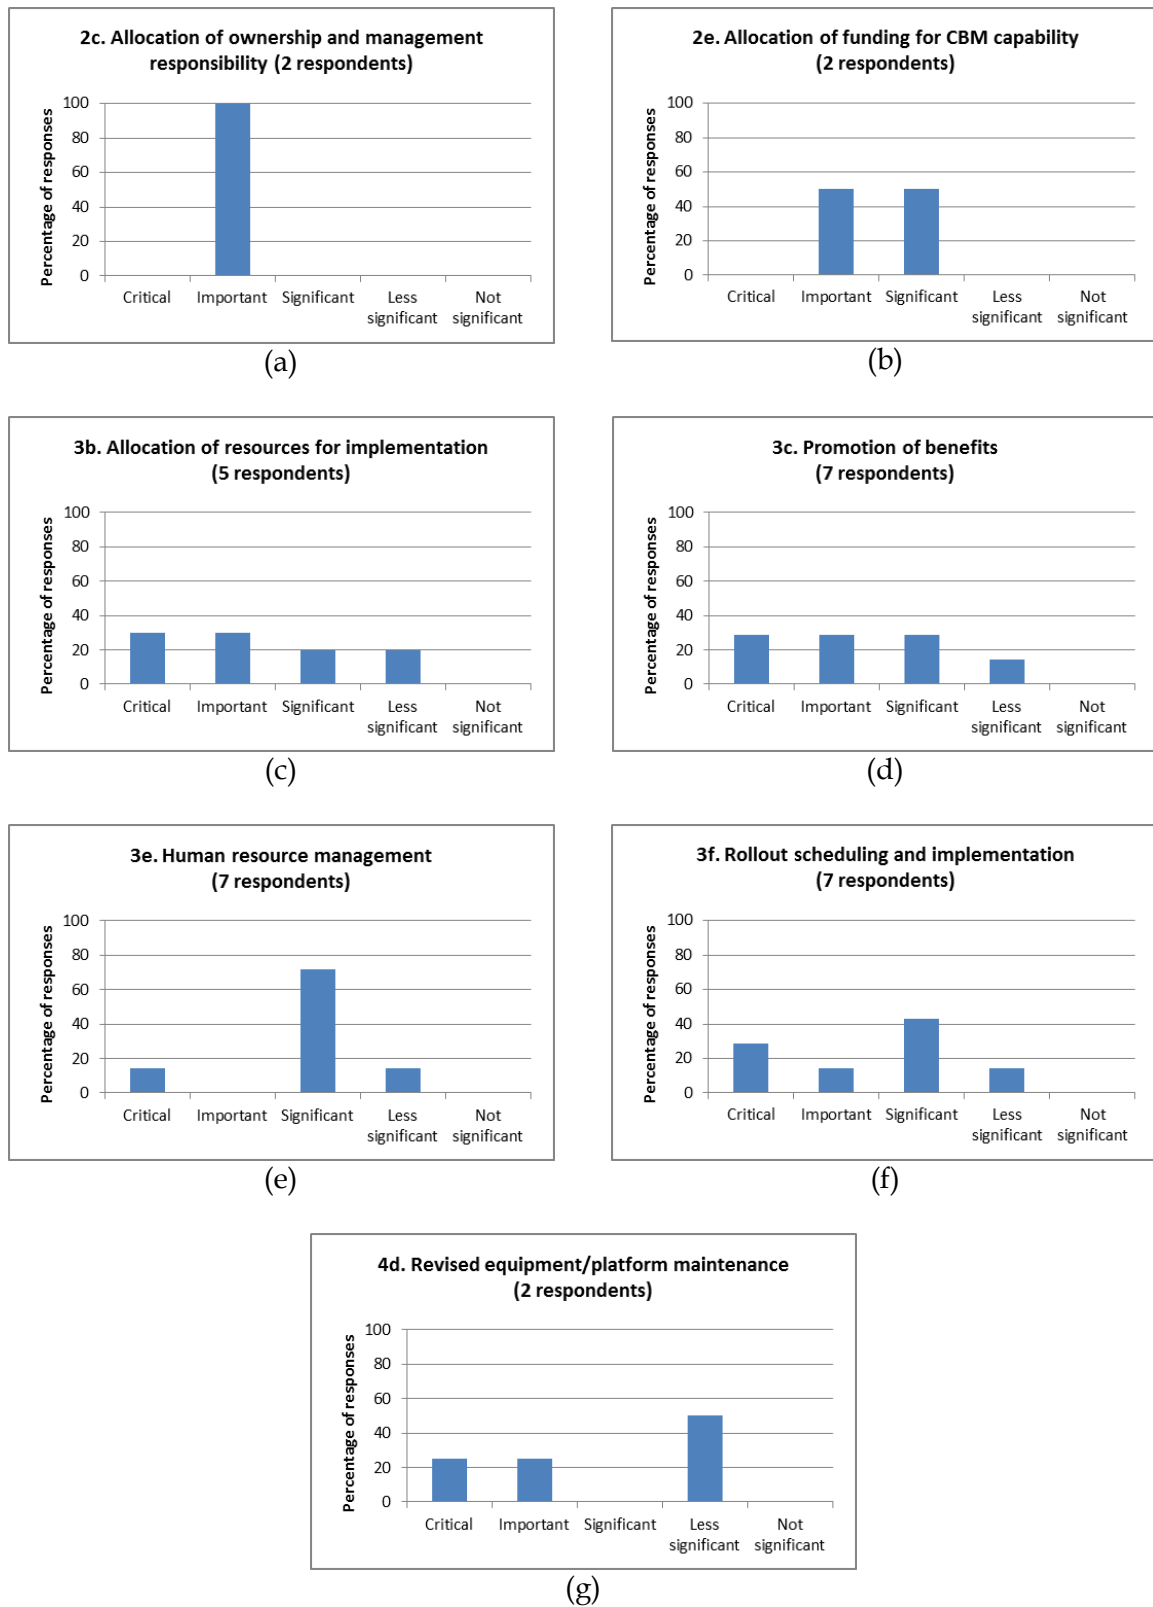 2c. Allocation of ownership and management
responsibility (2 respondents)
Percentage of responses
100
80
60
40
20
0
Critical
Important
Significant
Less
significant
Not
significant
(a)
2e. Allocation of funding for CBM capability
(2 respondents)
Percentage of responses
100
80
60
40
20
0
Critical
Important
Significant
Less
significant
Not
significant
(b)
3b. Allocation of resources for implementation
(5 respondents)
Percentage of responses
100
80
60
40
20
0
Critical
Important
Significant
Less
significant
Not
significant
(c)
3c. Promotion of benefits
(7 respondents)
Percentage of responses
100
80
60
40
20
0
Critical
Important
Significant
Less
significant
Not
significant
(d)
3e. Human resource management
(7 respondents)
Percentage of responses
100
80
60
40
20
0
Critical
Important
Significant
Less
significant
Not
significant
(e)
3f. Rollout scheduling and implementation
(7 respondents)
Percentage of responses
100
80
60
40
20
0
Critical
Important
Significant
Less
significant
Not
significant
(f)
4d. Revised equipment/platform maintenance
(2 respondents)
Percentage of responses
100
80
60
40
20
0
Critical
Important
Significant
Less
significant
Not
significant
(g)